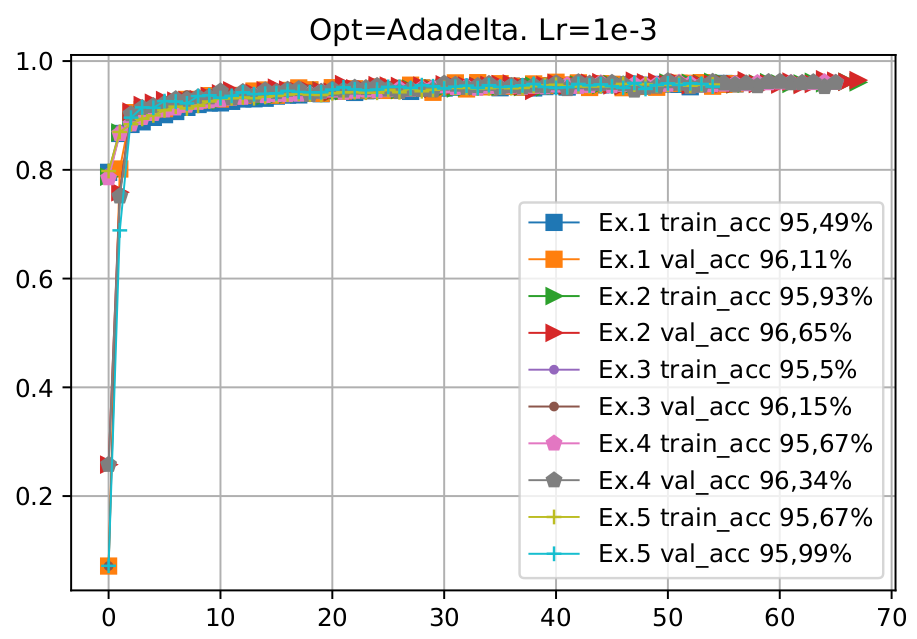 Opt=Adadelta. Lr=1e-3
1.0
0.8
0.6
0.4
0.2
Ex.1 train_acc 95,49%
Ex.1 val_acc 96,11%
Ex.2 train_acc 95,93%
Ex.2 val_acc 96,65%
Ex.3 train_acc 95,5%
Ex.3 val_acc 96,15%
Ex.4 train_acc 95,67%
Ex.4 val_acc 96,34%
Ex.5 train_acc 95,67%
Ex.5 val_acc 95,99%
0 10 20 30 40 50 60 70